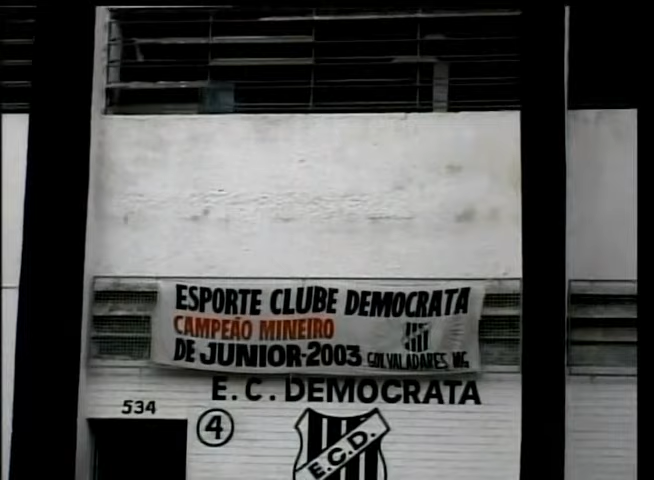 ESPORTE CLUBE DEMOCRATA
CAMPEÃO MINEIRO
DE JUNIOR-2003 GOV. VALADARES MG
E. C. DEMOCRATA
534
4
E.C.D.